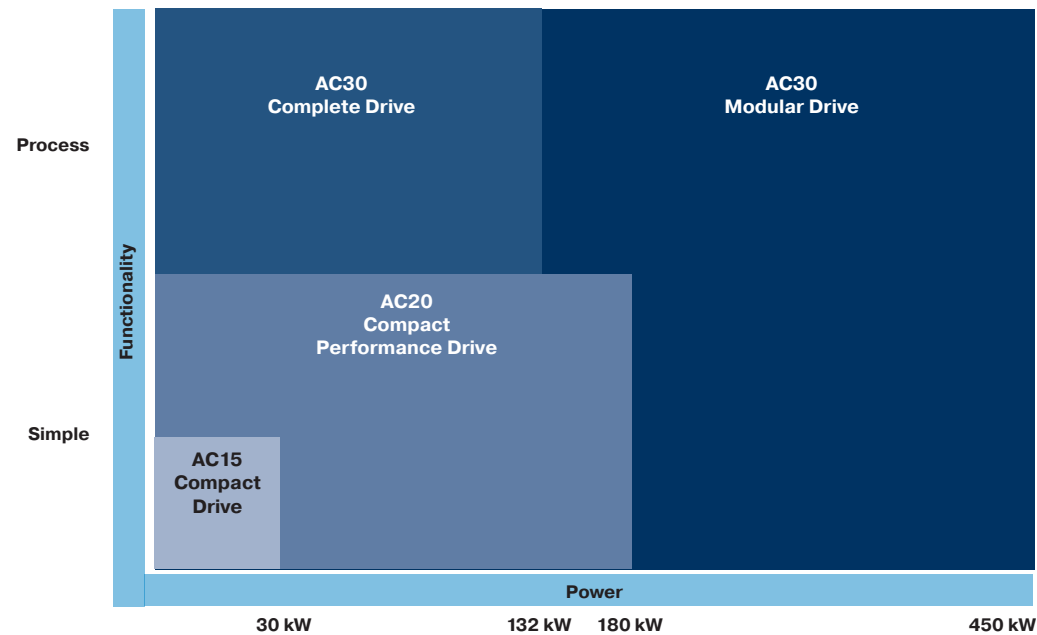 AC30
Complete Drive
AC30
Modular Drive
Process
Functionality
AC20
Compact
Performance Drive
Simple
AC15
Compact
Drive
Power
30 kW
132 kW
180 kW
450 kW